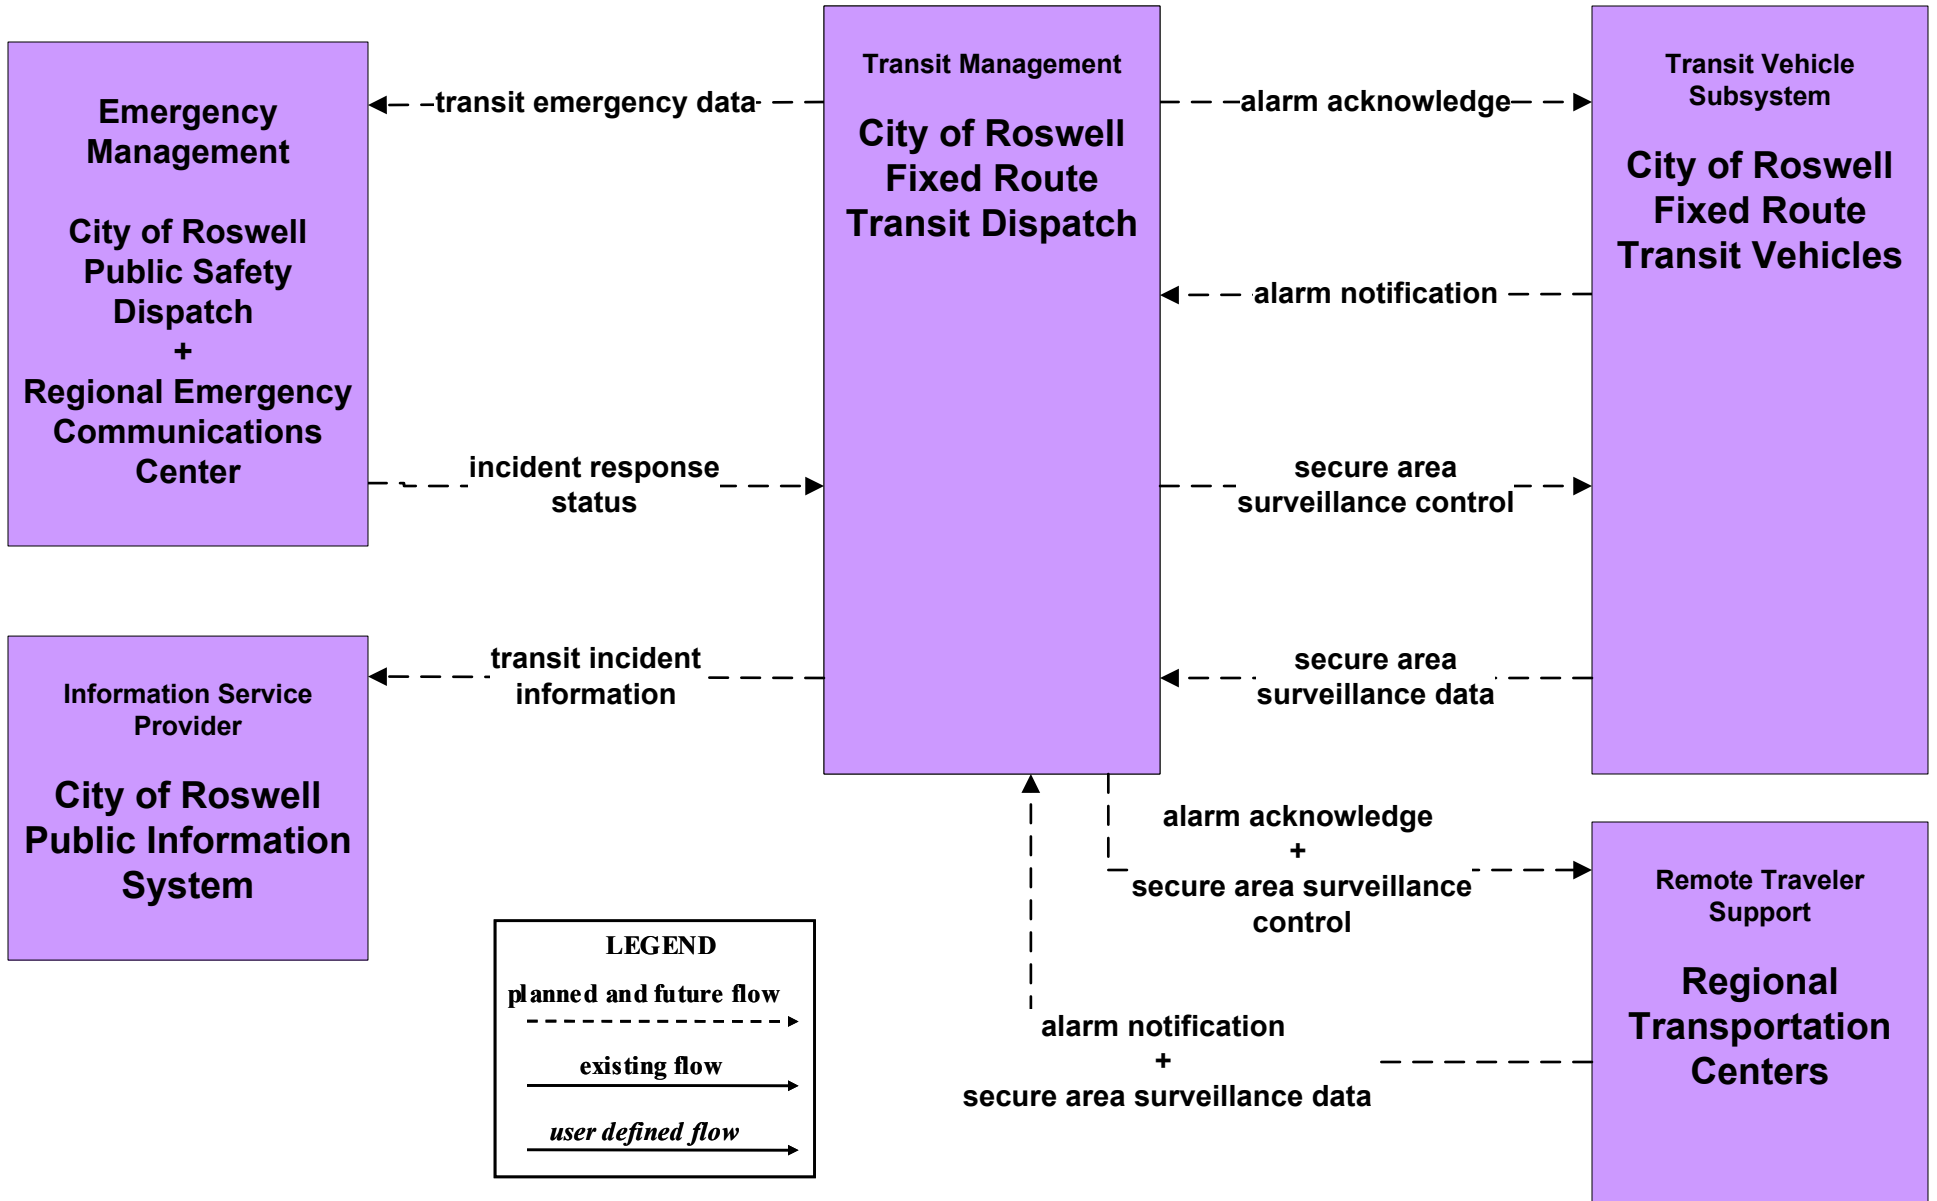 Emergency
Management
City of Roswell
Public Safety
Dispatch
+
Regional Emergency
Communications
Center
transit emergency data
incident response
status
Transit Management
City of Roswell
Fixed Route
Transit Dispatch
alarm acknowledge
alarm notification
secure area
surveillance control
secure area
surveillance data
Transit Vehicle
Subsystem
City of Roswell
Fixed Route
Transit Vehicles
Information Service
Provider
City of Roswell
Public Information
System
transit incident
information
alarm acknowledge
+
secure area surveillance
control
alarm notification
+
secure area surveillance data
Remote Traveler
Support
Regional
Transportation
Centers
LEGEND
planned and future flow
existing flow
user defined flow